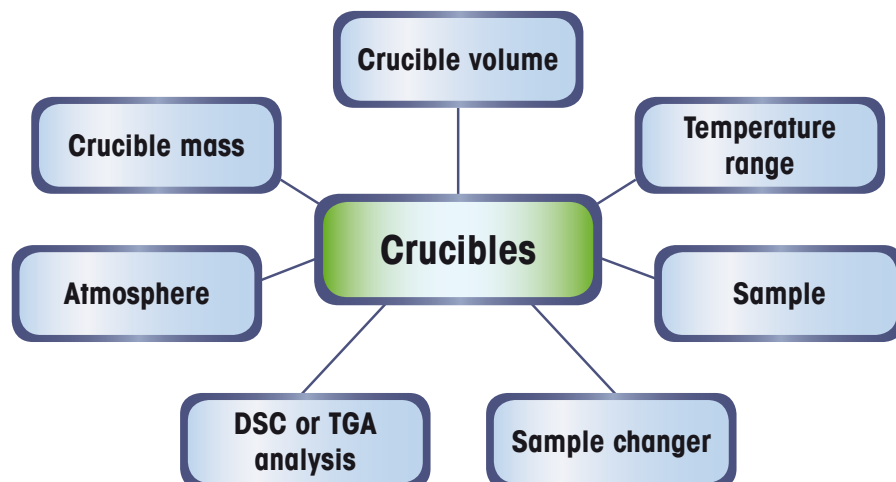 Crucible volume
Crucible mass
Temperature
range
Crucibles
Atmosphere
Sample
DSC or TGA
analysis
Sample changer